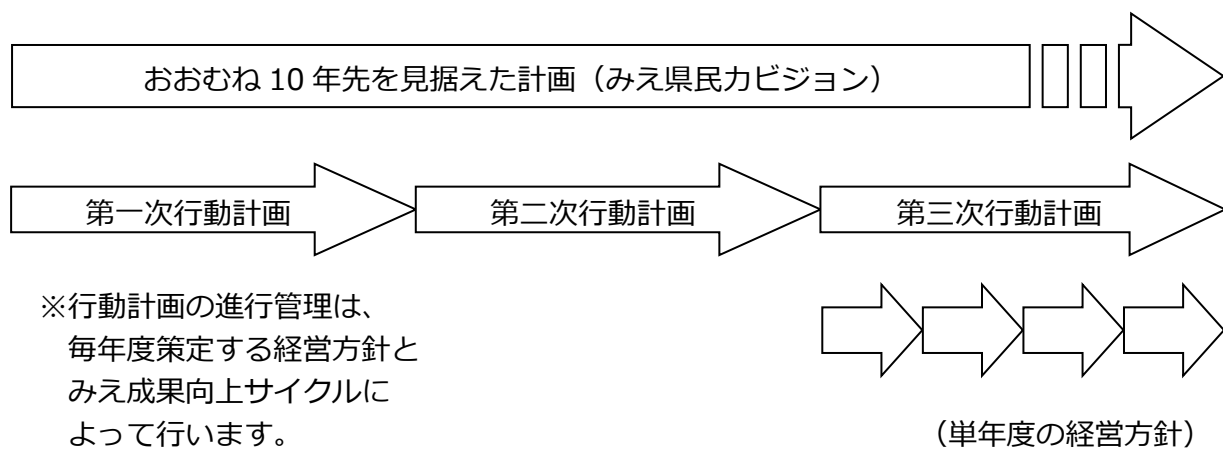 おおむね 10 年先を見据えた計画（みえ県民力ビジョン）
第一次行動計画
第二次行動計画
第三次行動計画
※行動計画の進行管理は、
毎年度策定する経営方針と
みえ成果向上サイクルに
よって行います。
（単年度の経営方針）